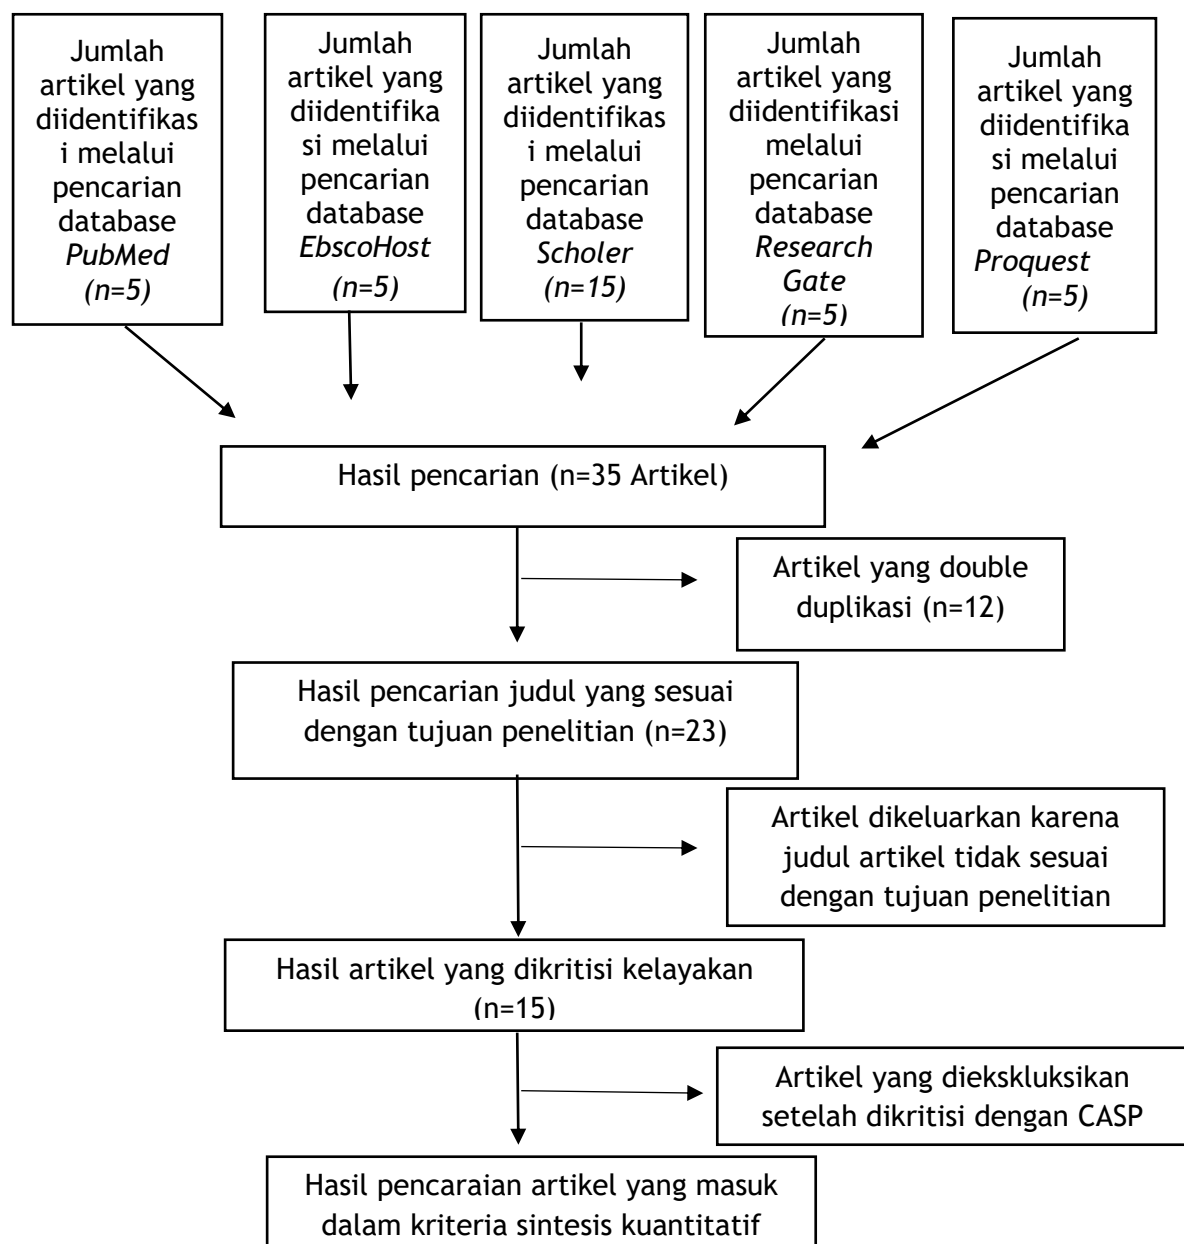 Jumlah
artikel yang
diidentifikas
i melalui
pencarian
database
PubMed
(n=5)
Jumlah
artikel yang
diidentifika
si melalui
pencarian
database
EbscoHost
(n=5)
Jumlah
artikel yang
diidentifikas
i melalui
pencarian
database
Scholer
(n=15)
Jumlah
artikel yang
diidentifikasi
melalui
pencarian
database
Research
Gate
(n=5)
Jumlah
artikel yang
diidentifika
si melalui
pencarian
database
Proquest
(n=5)
Hasil pencarian (n=35 Artikel)
Artikel yang double
duplikasi (n=12)
Hasil pencarian judul yang sesuai
dengan tujuan penelitian (n=23)
Artikel dikeluarkan karena
judul artikel tidak sesuai
dengan tujuan penelitian
Hasil artikel yang dikritisi kelayakan
(n=15)
Artikel yang diekskluksikan
setelah dikritisi dengan CASP
Hasil pencaraian artikel yang masuk
dalam kriteria sintesis kuantitatif